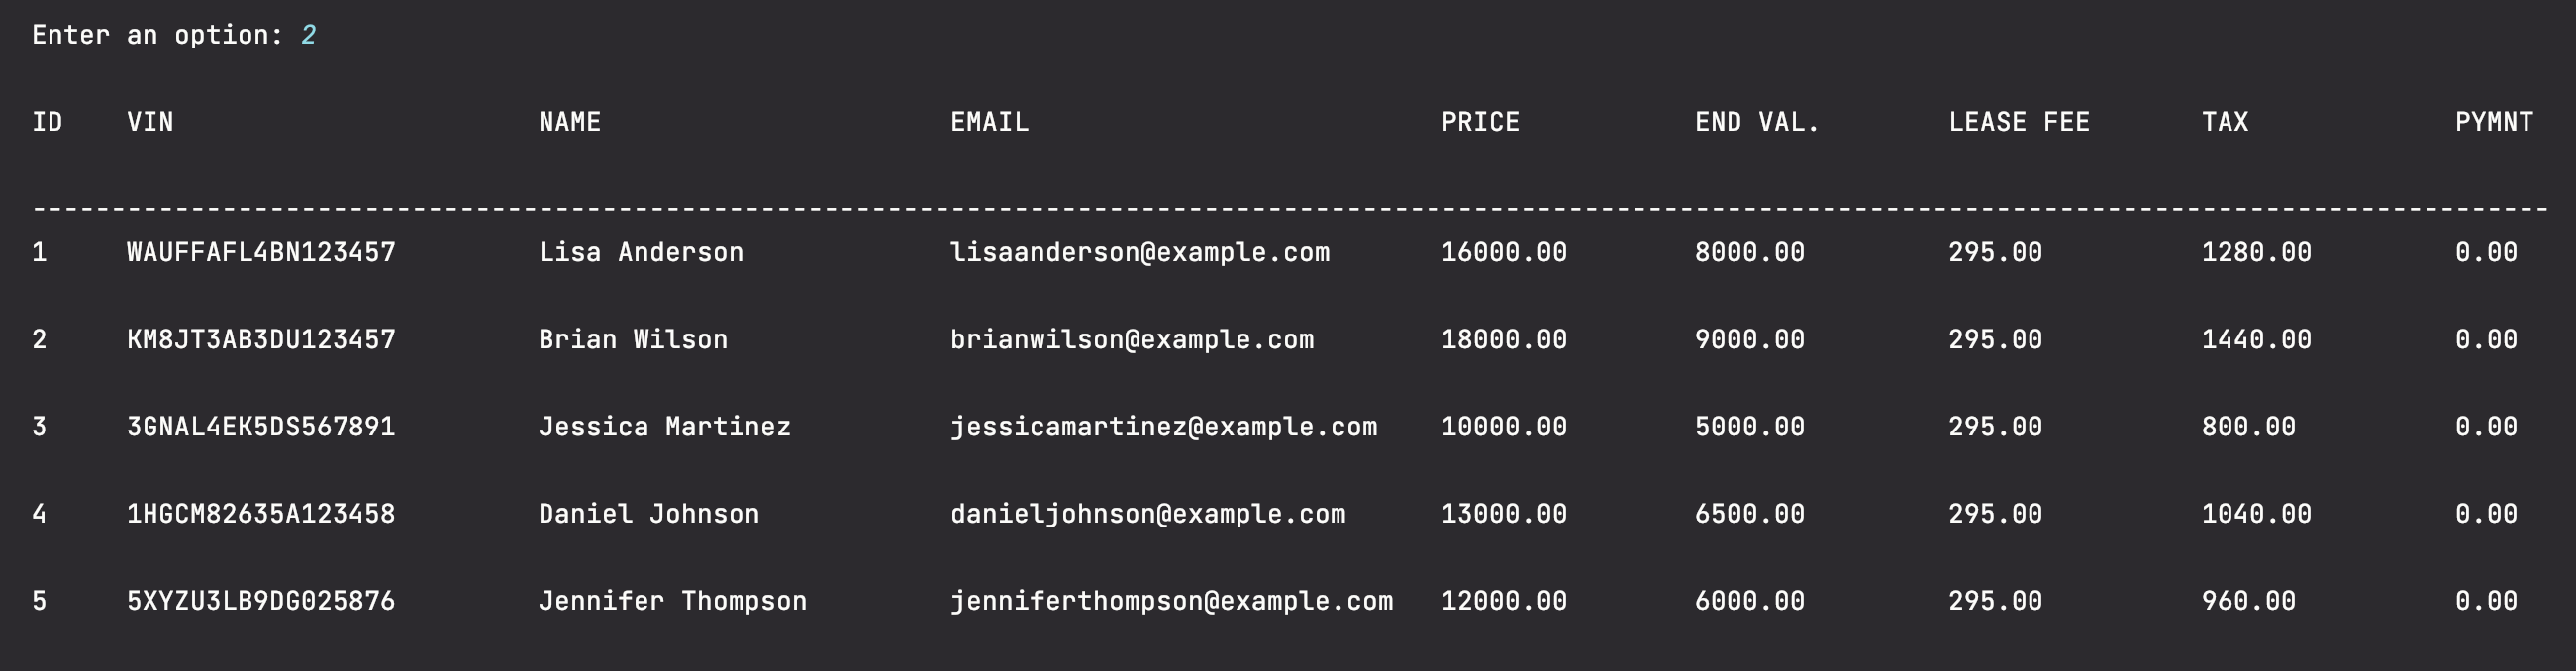 Enter an option: 2
ID VIN NAME EMAIL PRICE END VAL. LEASE FEE TAX PYMNT
----------------------------------------------------------------------------------------------------------------------------------------------------------------
1 WAUFFAFL4BN123457 Lisa Anderson lisaanderson@example.com 16000.00 8000.00 295.00 1280.00 0.00
2 KM8JT3AB3DU123457 Brian Wilson brianwilson@example.com 18000.00 9000.00 295.00 1440.00 0.00
3 3GNAL4EK5DS567891 Jessica Martinez jessicamartinez@example.com 10000.00 5000.00 295.00 800.00 0.00
4 1HGCM82635A123458 Daniel Johnson danieljohnson@example.com 13000.00 6500.00 295.00 1040.00 0.00
5 5XYZU3LB9DG025876 Jennifer Thompson jenniferthompson@example.com 12000.00 6000.00 295.00 960.00 0.00